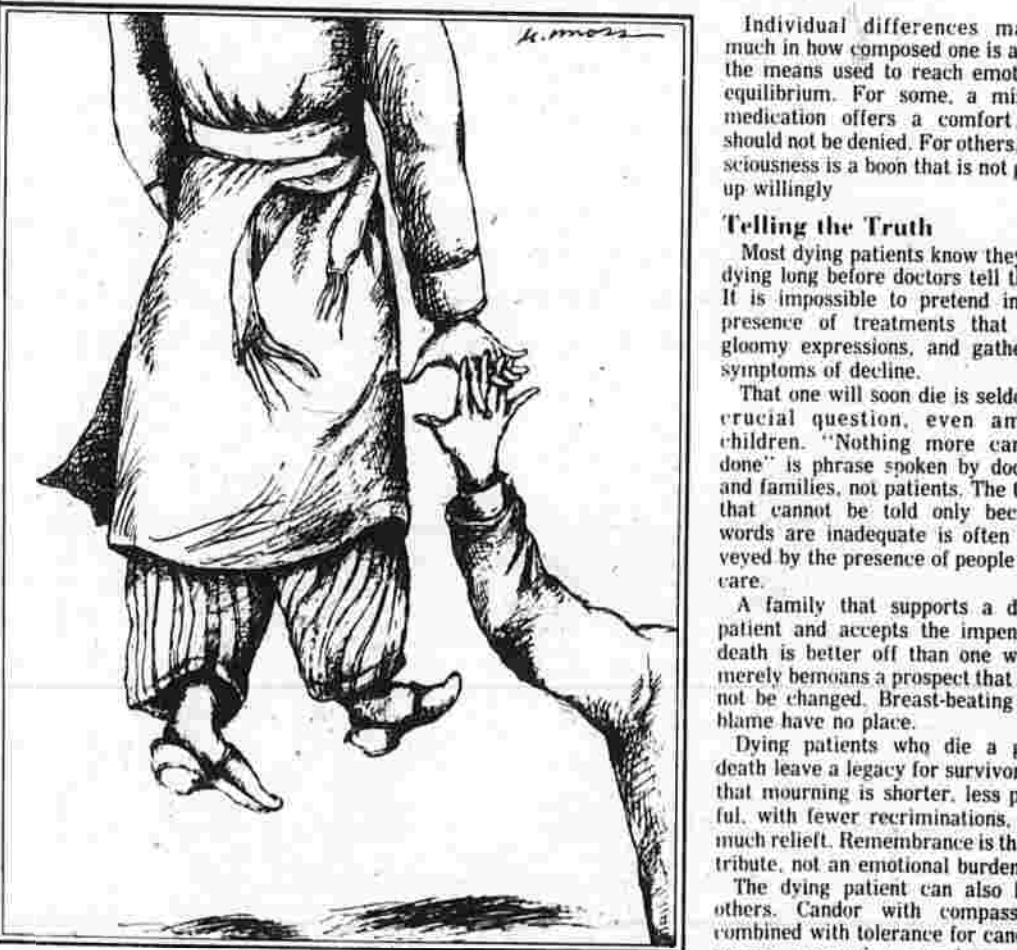 Individual differences ma
much in how composed one is a
the means used to reach emot
equilibrium. For some, a mi
medication offers a comfort
should not be denied. For others,
sciousness is a boon that is not g
up willingly
Telling the Truth
Most dying patients know they
dying long before doctors tell th
It is impossible to pretend in
presence of treatments that
gloomy expressions, and gathe
symptoms of decline.
That one will soon die is seldo
crucial question, even am
children. "Nothing more can
done" is phrase spoken by doc
and families, not patients. The t
that cannot be told only bec
words are inadequate is often
veyed by the presence of people
care.
A family that supports a d
patient and accepts the impen
death is better off than one w
merely bemoans a prospect that
not be changed. Breast-beating
blame have no place.
Dying patients who die a g
death leave a legacy for survivor
that mourning is shorter, less p
ful, with fewer recriminations,
much relieft. Remembrance is th
tribute, not an emotional burden
The dying patient can also h
others. Candor with compass
combined with tolerance for cand